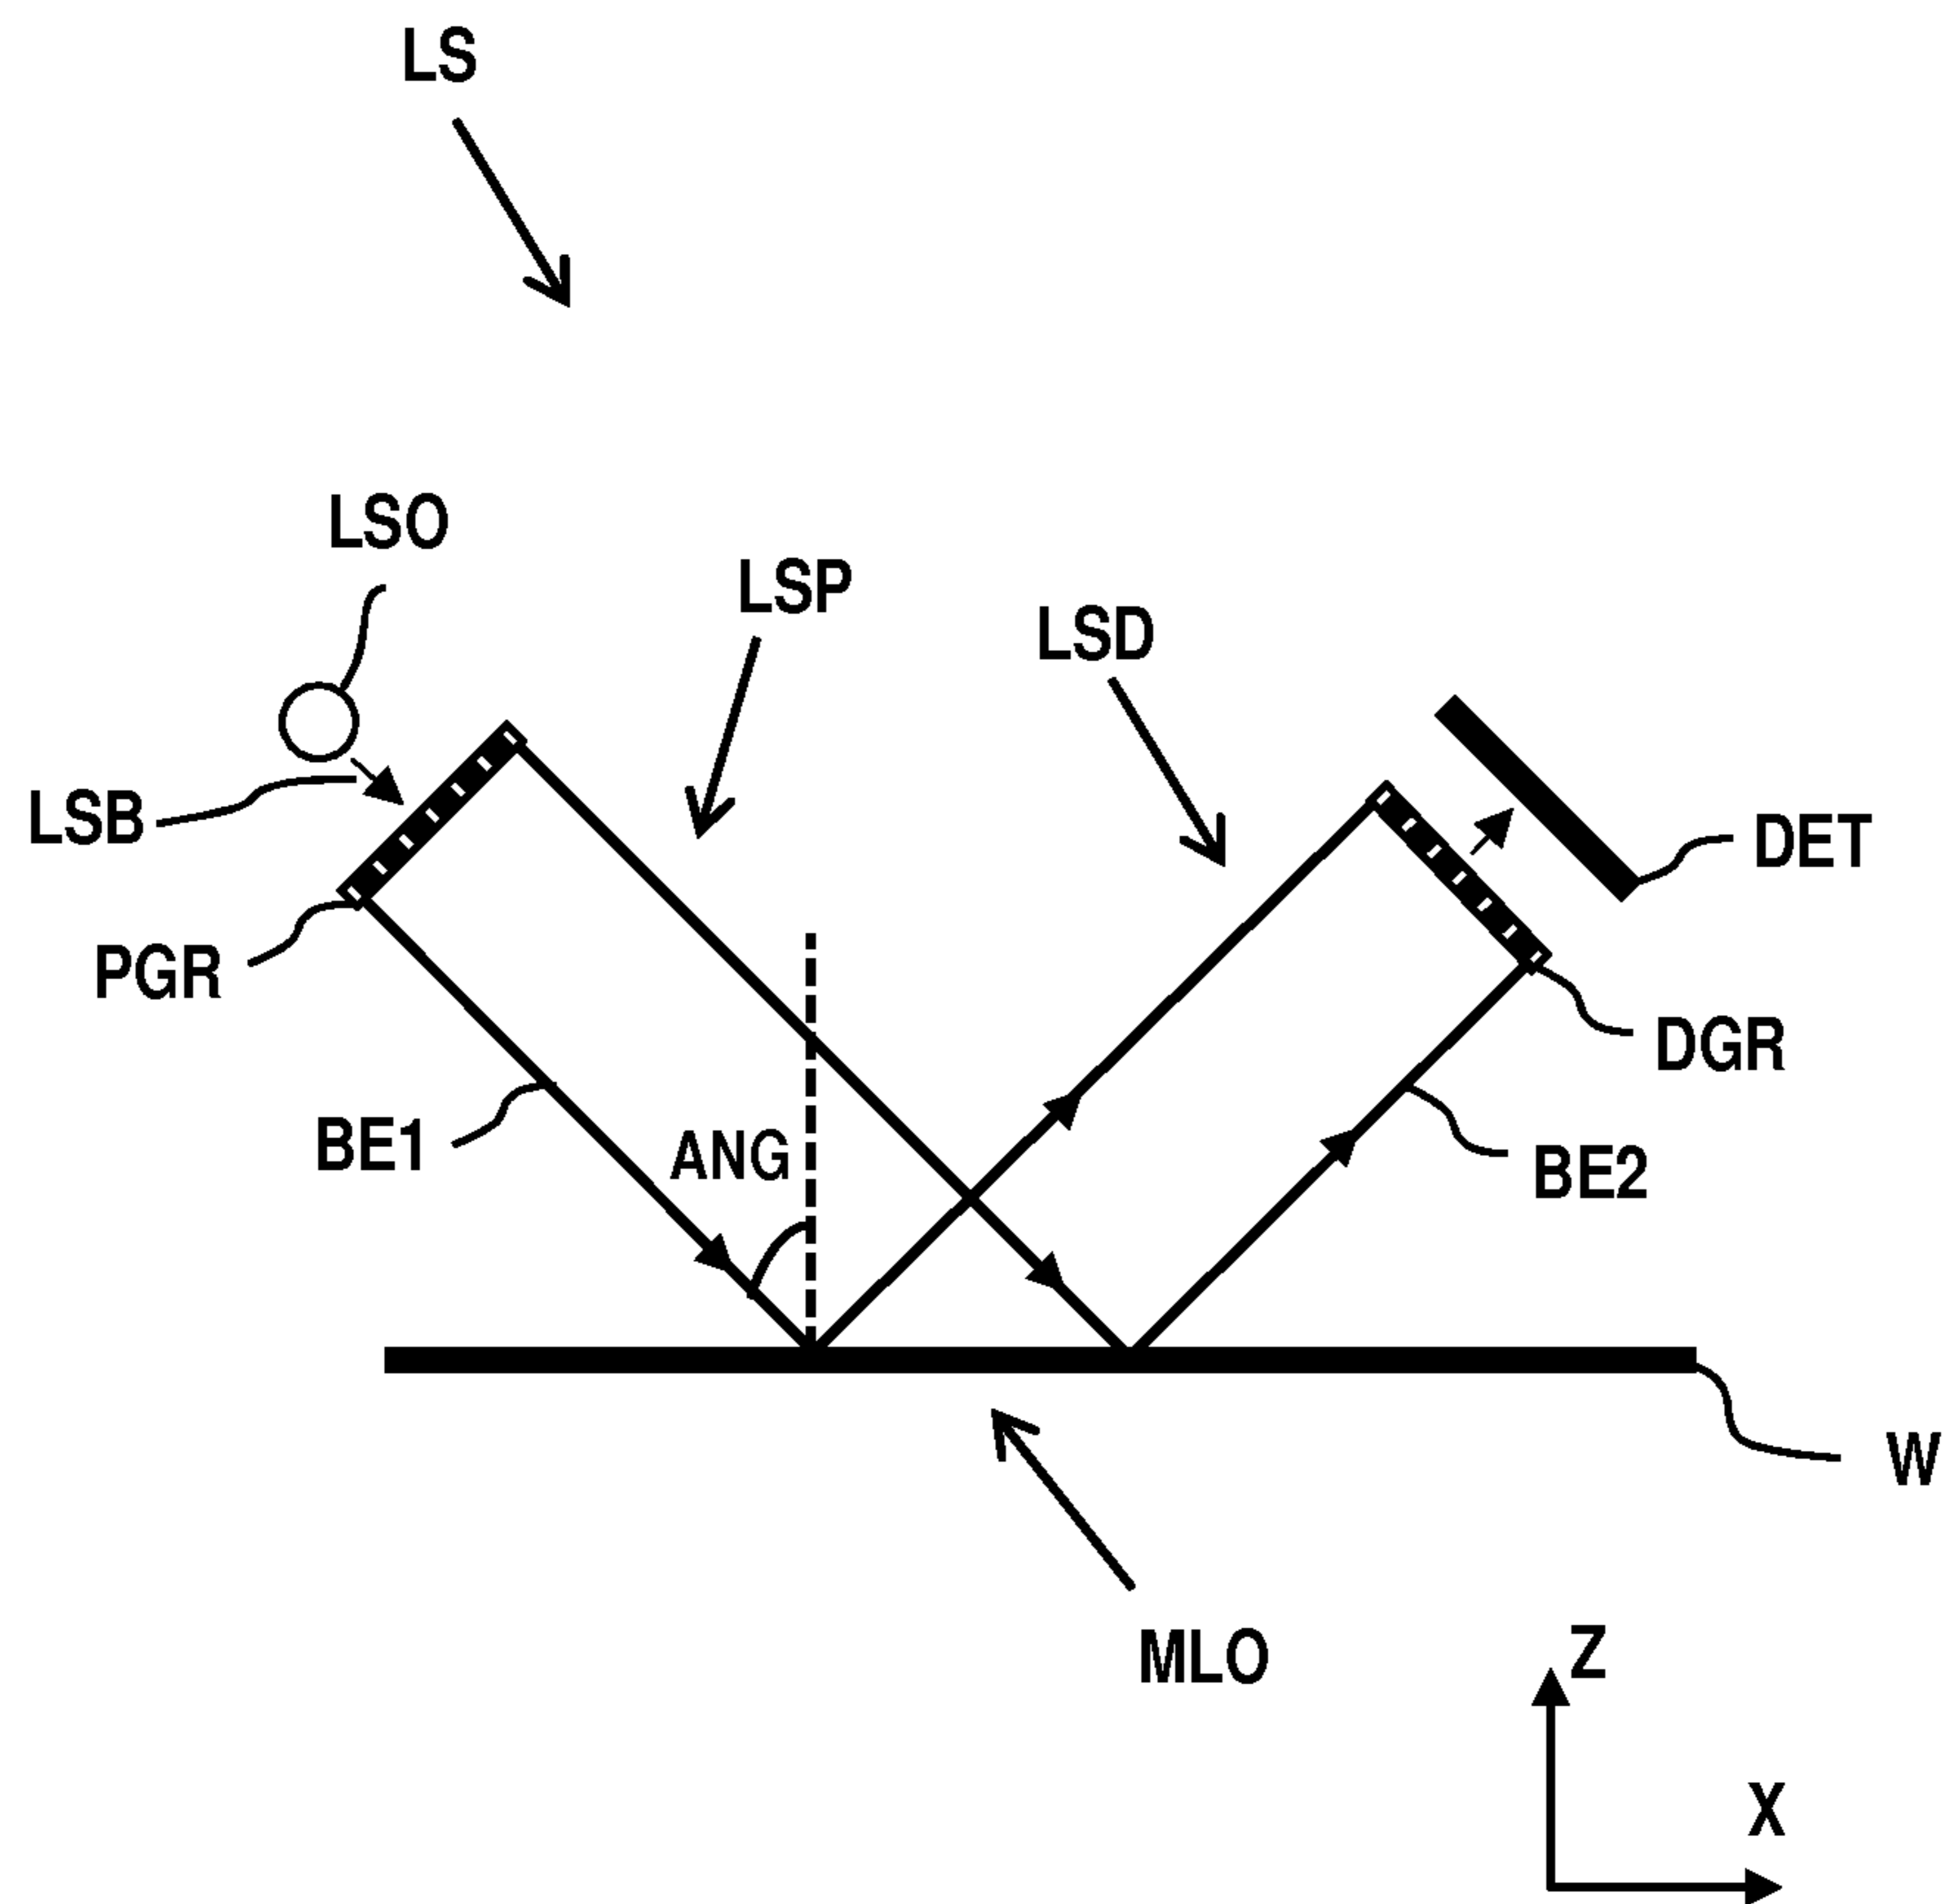 LS
LSO
LSP
LSD
LSB
DET
PGR
DGR
BE1
ANG
BE2
W
MLO
Z
X